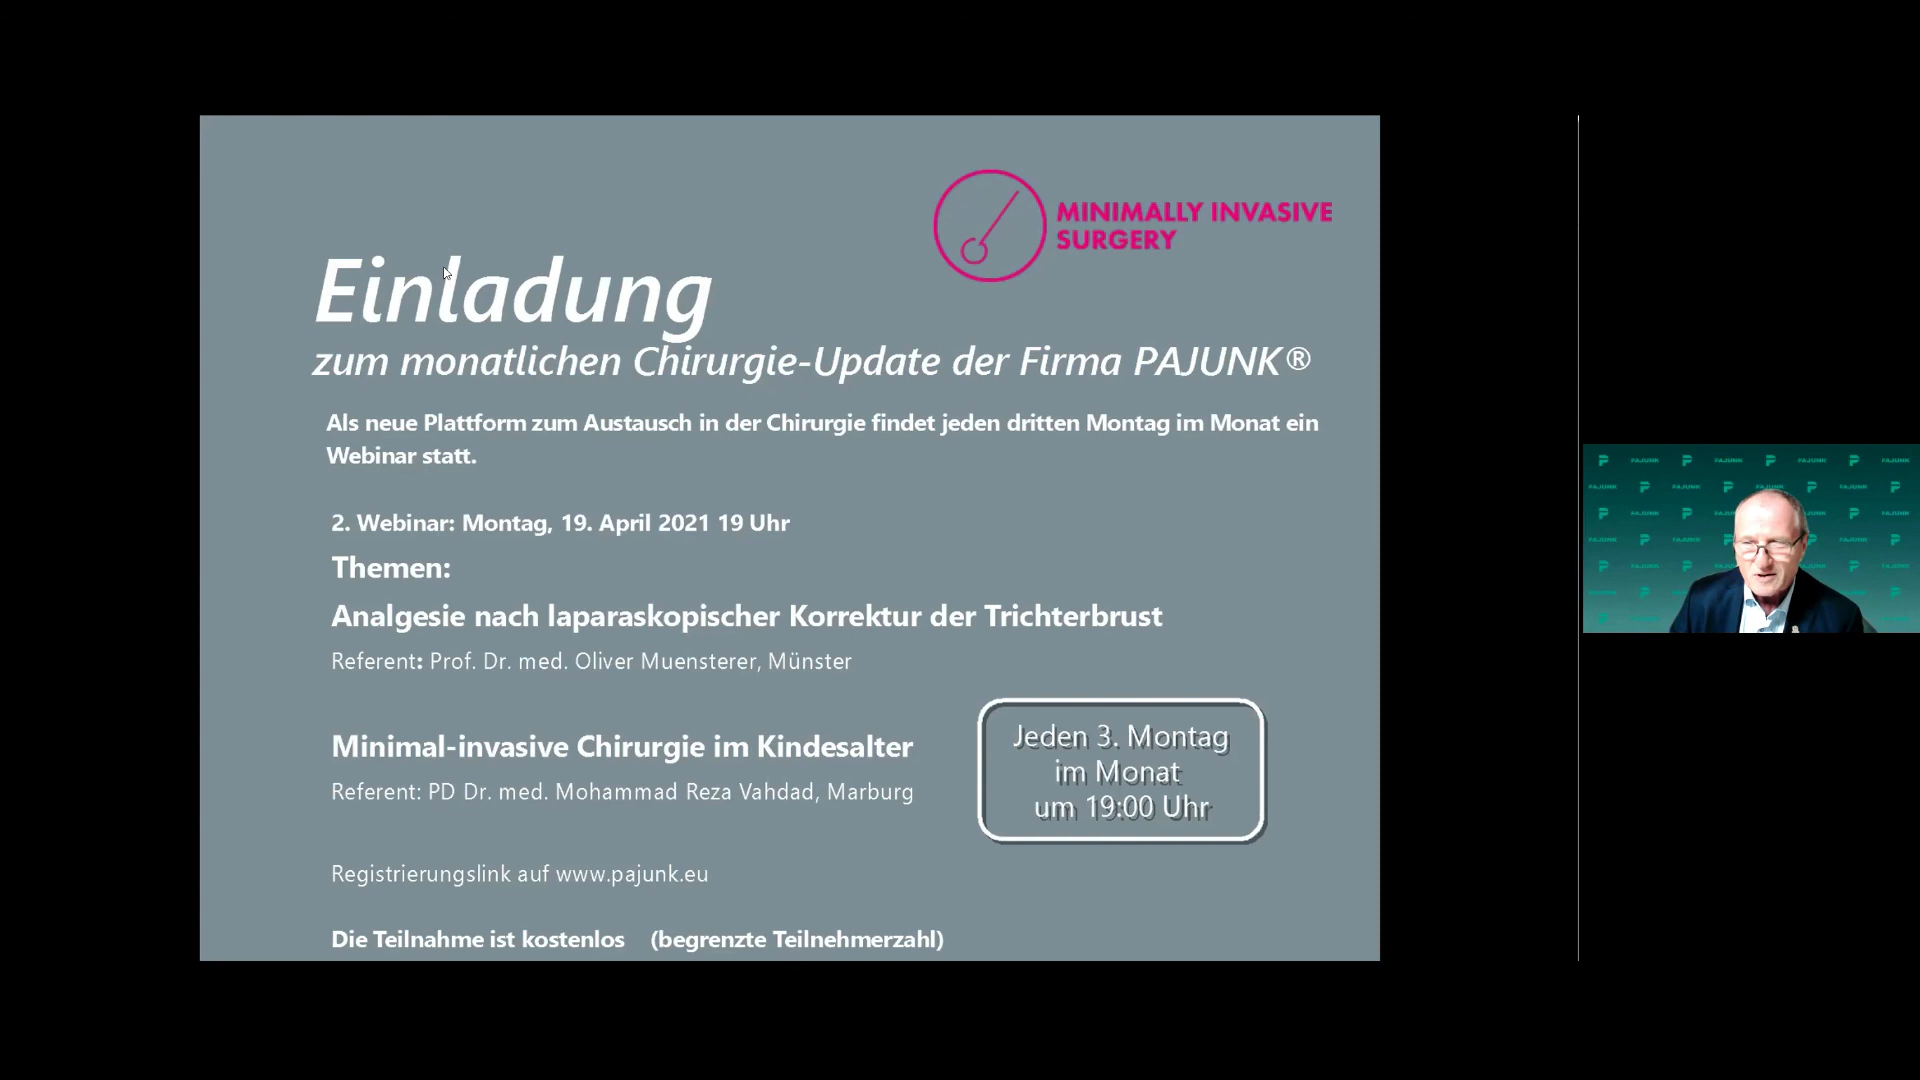 MINIMALLY INVASIVE
SURGERY
Einladung
zum monatlichen Chirurgie-Update der Firma PAJUNK®
Als neue Plattform zum Austausch in der Chirurgie findet jeden dritten Montag im Monat ein
Webinar statt.
2. Webinar: Montag, 19. April 2021 19 Uhr
Themen:
Analgesie nach laparaskopischer Korrektur der Trichterbrust
Referent: Prof. Dr. med. Oliver Muensterer, Münster
Minimal-invasive Chirurgie im Kindesalter
Referent: PD Dr. med. Mohammad Reza Vahdad, Marburg
Jeden 3. Montag
im Monat
um 19:00 Uhr
Registrierungslink auf www.pajunk.eu
Die Teilnahme ist kostenlos (begrenzte Teilnehmerzahl)
PAJUNK PAJUNK PAJUNK PAJUNK